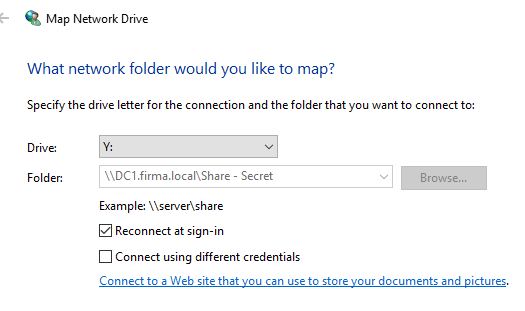 Map Network Drive
What network folder would you like to map?
Specify the drive letter for the connection and the folder that you want to connect to:
Drive: Y:
Folder: \\DC1.firma.local\Share - Secret Browse...
Example: \\server\share
Reconnect at sign-in
Connect using different credentials
Connect to a Web site that you can use to store your documents and pictures.